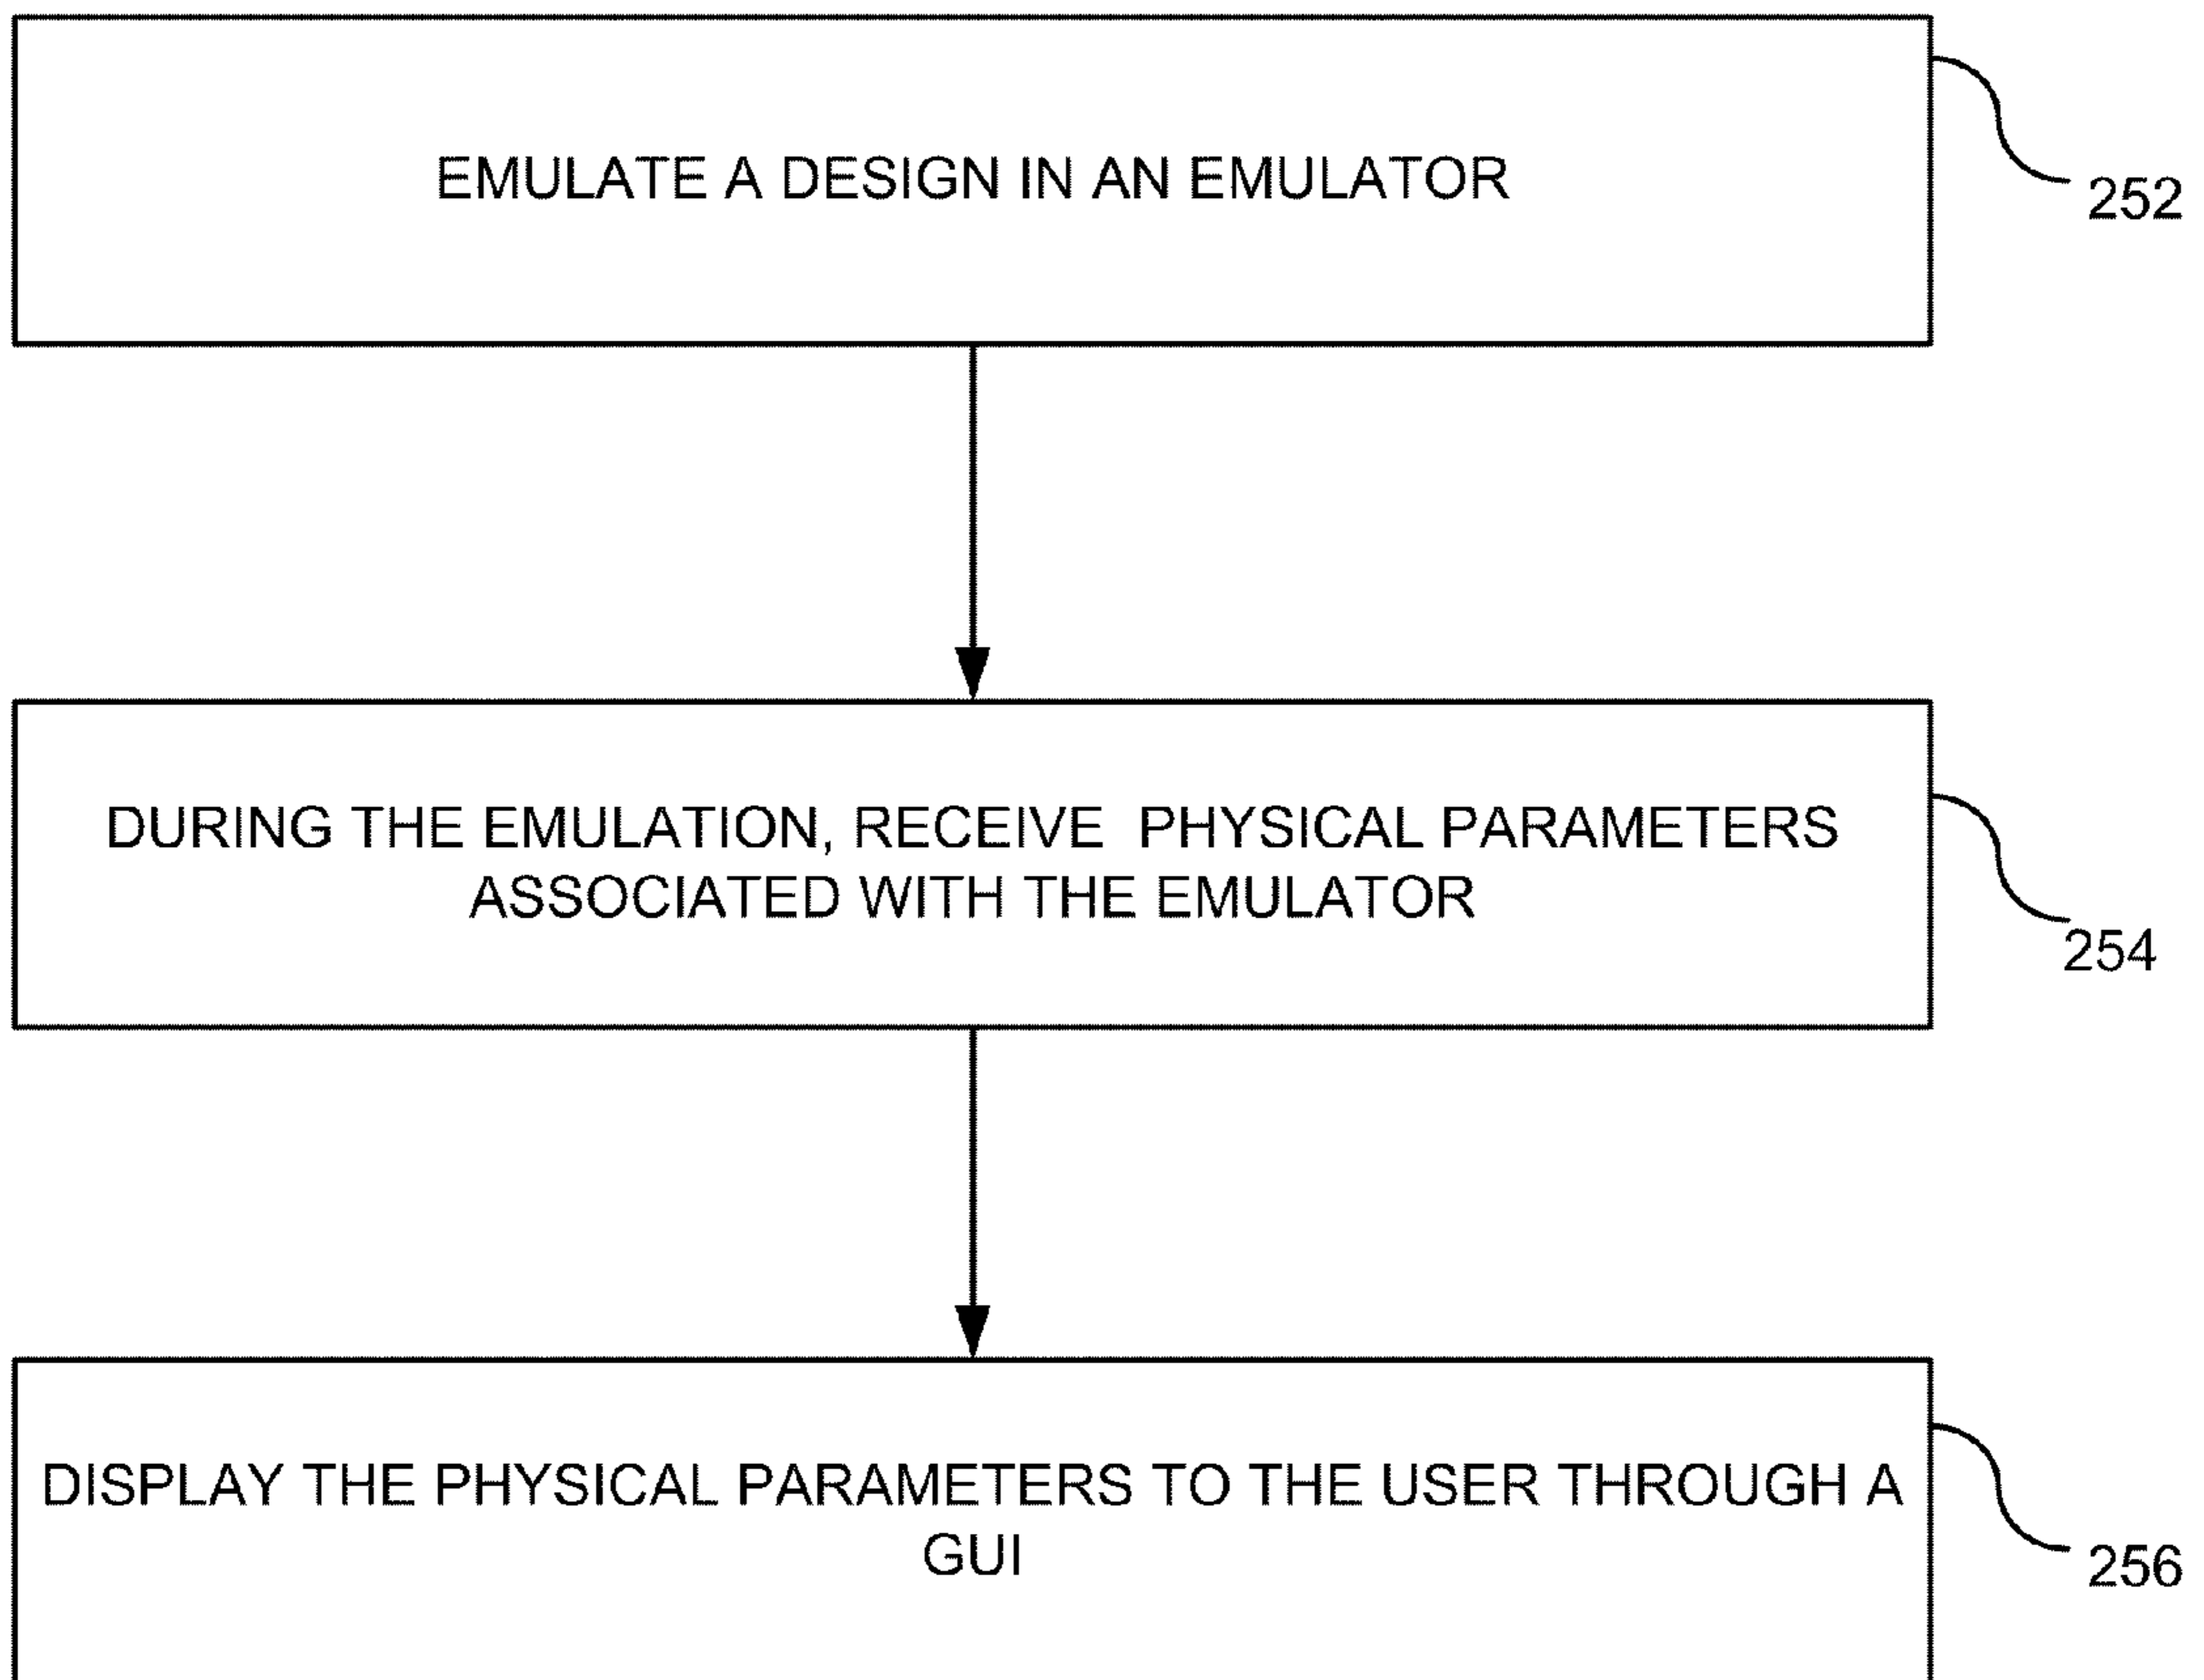 EMULATE A DESIGN IN AN EMULATOR
252
DURING THE EMULATION, RECEIVE PHYSICAL PARAMETERS
ASSOCIATED WITH THE EMULATOR
254
DISPLAY THE PHYSICAL PARAMETERS TO THE USER THROUGH A
GUI
256